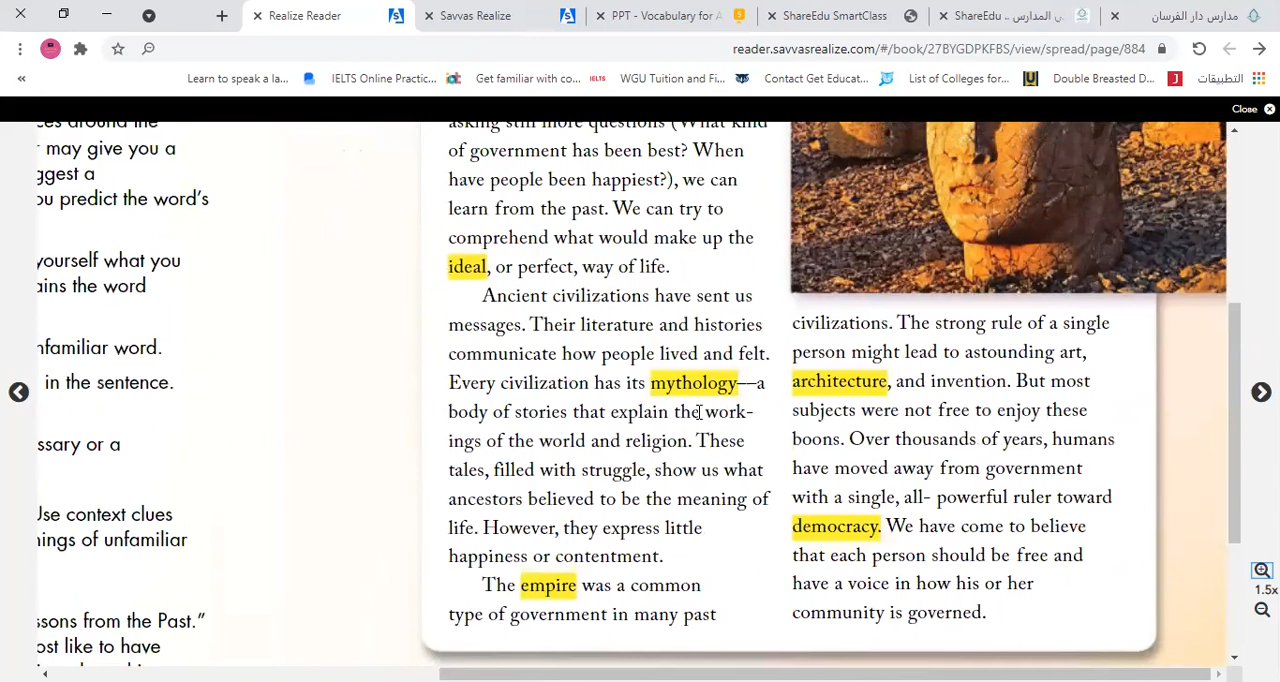 Realize Reader
Savvas Realize
PPT - Vocabulary for A
ShareEdu SmartClass
ShareEdu .. في المدارس
مدارس دار الفرسان
reader.savvasrealize.com/#/book/27BYGDPKFBS/view/spread/page/884
«
Learn to speak a la...
IELTS Online Practic...
Get familiar with co...
IELTS
WGU Tuition and Fi...
Contact Get Educat...
List of Colleges for...
Double Breasted D...
التطبيقات
Close
ces around the
may give you a
ggest a
ou predict the word's
yourself what you
ains the word
nfamiliar word.
in the sentence.
ssary or a
Use context clues
nings of unfamiliar
ssons from the Past."
ost like to have
asking still more questions (What kind
of government has been best? When
have people been happiest?), we can
learn from the past. We can try to
comprehend what would make up the
ideal, or perfect, way of life.
Ancient civilizations have sent us
messages. Their literature and histories
communicate how people lived and felt.
Every civilization has its mythology—a
body of stories that explain the work-
ings of the world and religion. These
tales, filled with struggle, show us what
ancestors believed to be the meaning of
life. However, they express little
happiness or contentment.
The empire was a common
type of government in many past
civilizations. The strong rule of a single
person might lead to astounding art,
architecture, and invention. But most
subjects were not free to enjoy these
boons. Over thousands of years, humans
have moved away from government
with a single, all- powerful ruler toward
democracy. We have come to believe
that each person should be free and
have a voice in how his or her
community is governed.
1.5x